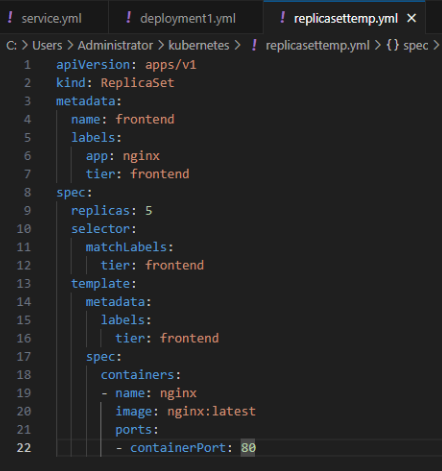 ! service.yml ! deployment1.yml ! replicasettemp.yml ×
C: > Users > Administrator > kubernetes > ! replicasettemp.yml > {} spec >
1 apiVersion: apps/v1
2 kind: ReplicaSet
3 metadata:
4   name: frontend
5   labels:
6     app: nginx
7     tier: frontend
8 spec:
9   replicas: 5
10   selector:
11     matchLabels:
12       tier: frontend
13   template:
14     metadata:
15       labels:
16         tier: frontend
17     spec:
18       containers:
19       - name: nginx
20         image: nginx:latest
21         ports:
22         - containerPort: 80